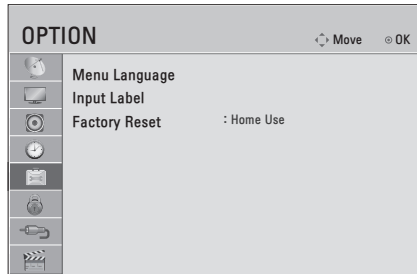 OPTION
Move
OK
Menu Language
Input Label
Factory Reset : Home Use